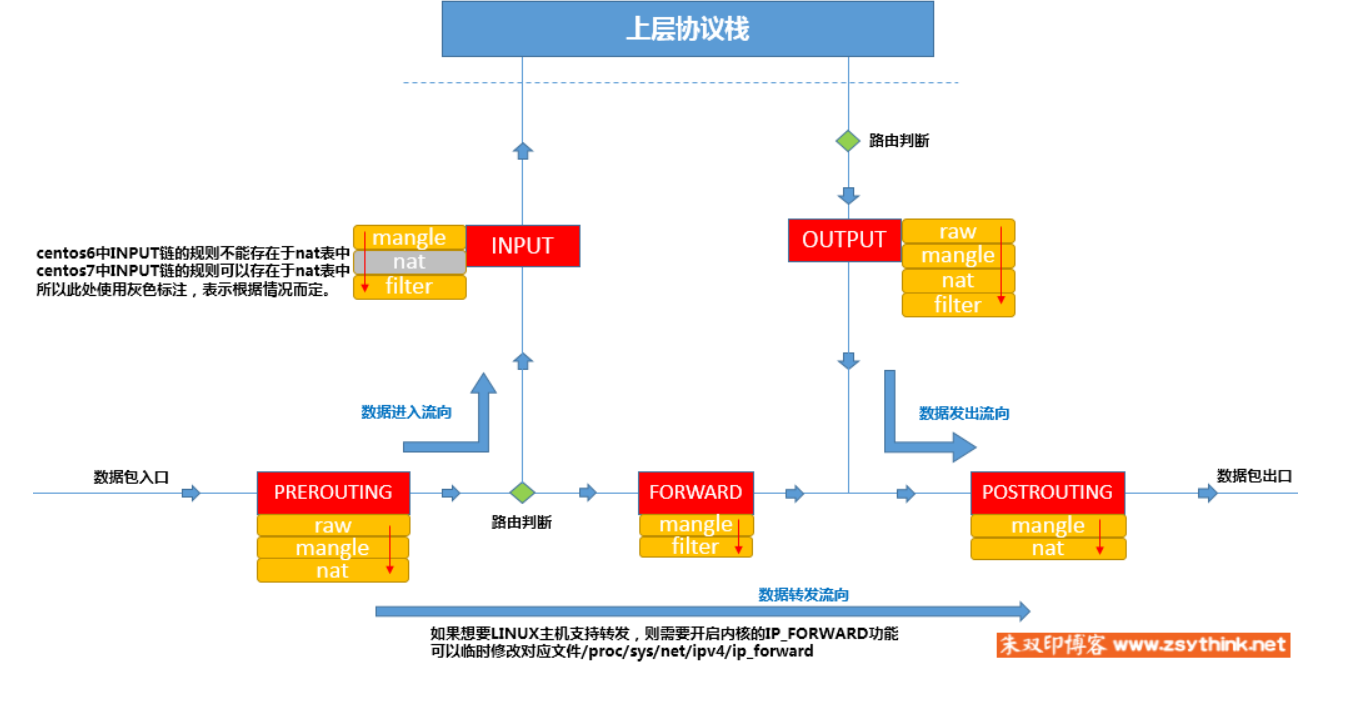 上层协议栈
路由判断
mangle
nat
filter
INPUT
OUTPUT
raw
mangle
nat
filter
centos6中INPUT链的规则不能存在于nat表中
centos7中INPUT链的规则可以存在于nat表中
所以此处使用灰色标注，表示根据情况而定。
数据进入流向
数据发出流向
数据包入口
PREROUTING
raw
mangle
nat
路由判断
FORWARD
mangle
filter
POSTROUTING
mangle
nat
数据包出口
数据转发流向
如果想要LINUX主机支持转发，则需要开启内核的IP_FORWARD功能
可以临时修改对应文件/proc/sys/net/ipv4/ip_forward
朱双印博客 www.zsythink.net